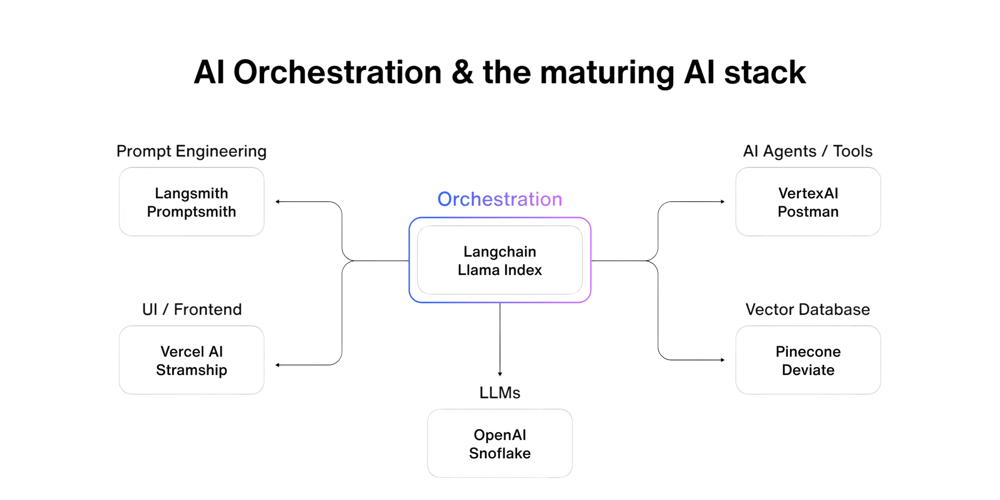 AI Orchestration & the maturing AI stack
Prompt Engineering
Langsmith
Promptsmith
UI / Frontend
Vercel AI
Stramship
Orchestration
Langchain
Llama Index
LLMs
OpenAI
Snoflake
AI Agents / Tools
VertexAI
Postman
Vector Database
Pinecone
Deviate